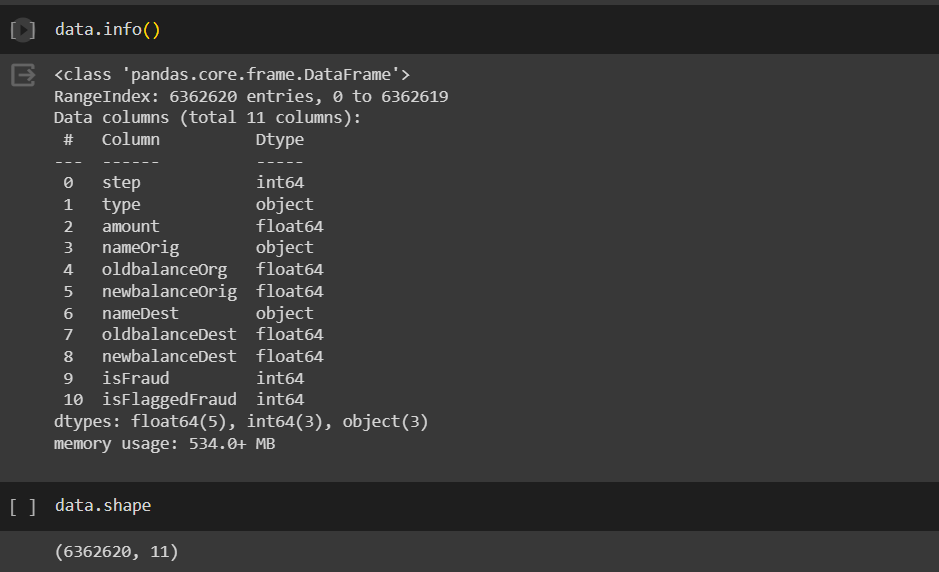 [ ] data.info()
<class 'pandas.core.frame.DataFrame'>
RangeIndex: 6362620 entries, 0 to 6362619
Data columns (total 11 columns):
 #   Column          Dtype
---  ------          -----
 0   step            int64
 1   type            object
 2   amount          float64
 3   nameOrig        object
 4   oldbalanceOrg   float64
 5   newbalanceOrig  float64
 6   nameDest        object
 7   oldbalanceDest  float64
 8   newbalanceDest  float64
 9   isFraud         int64
 10  isFlaggedFraud  int64
dtypes: float64(5), int64(3), object(3)
memory usage: 534.0+ MB
[ ] data.shape
(6362620, 11)